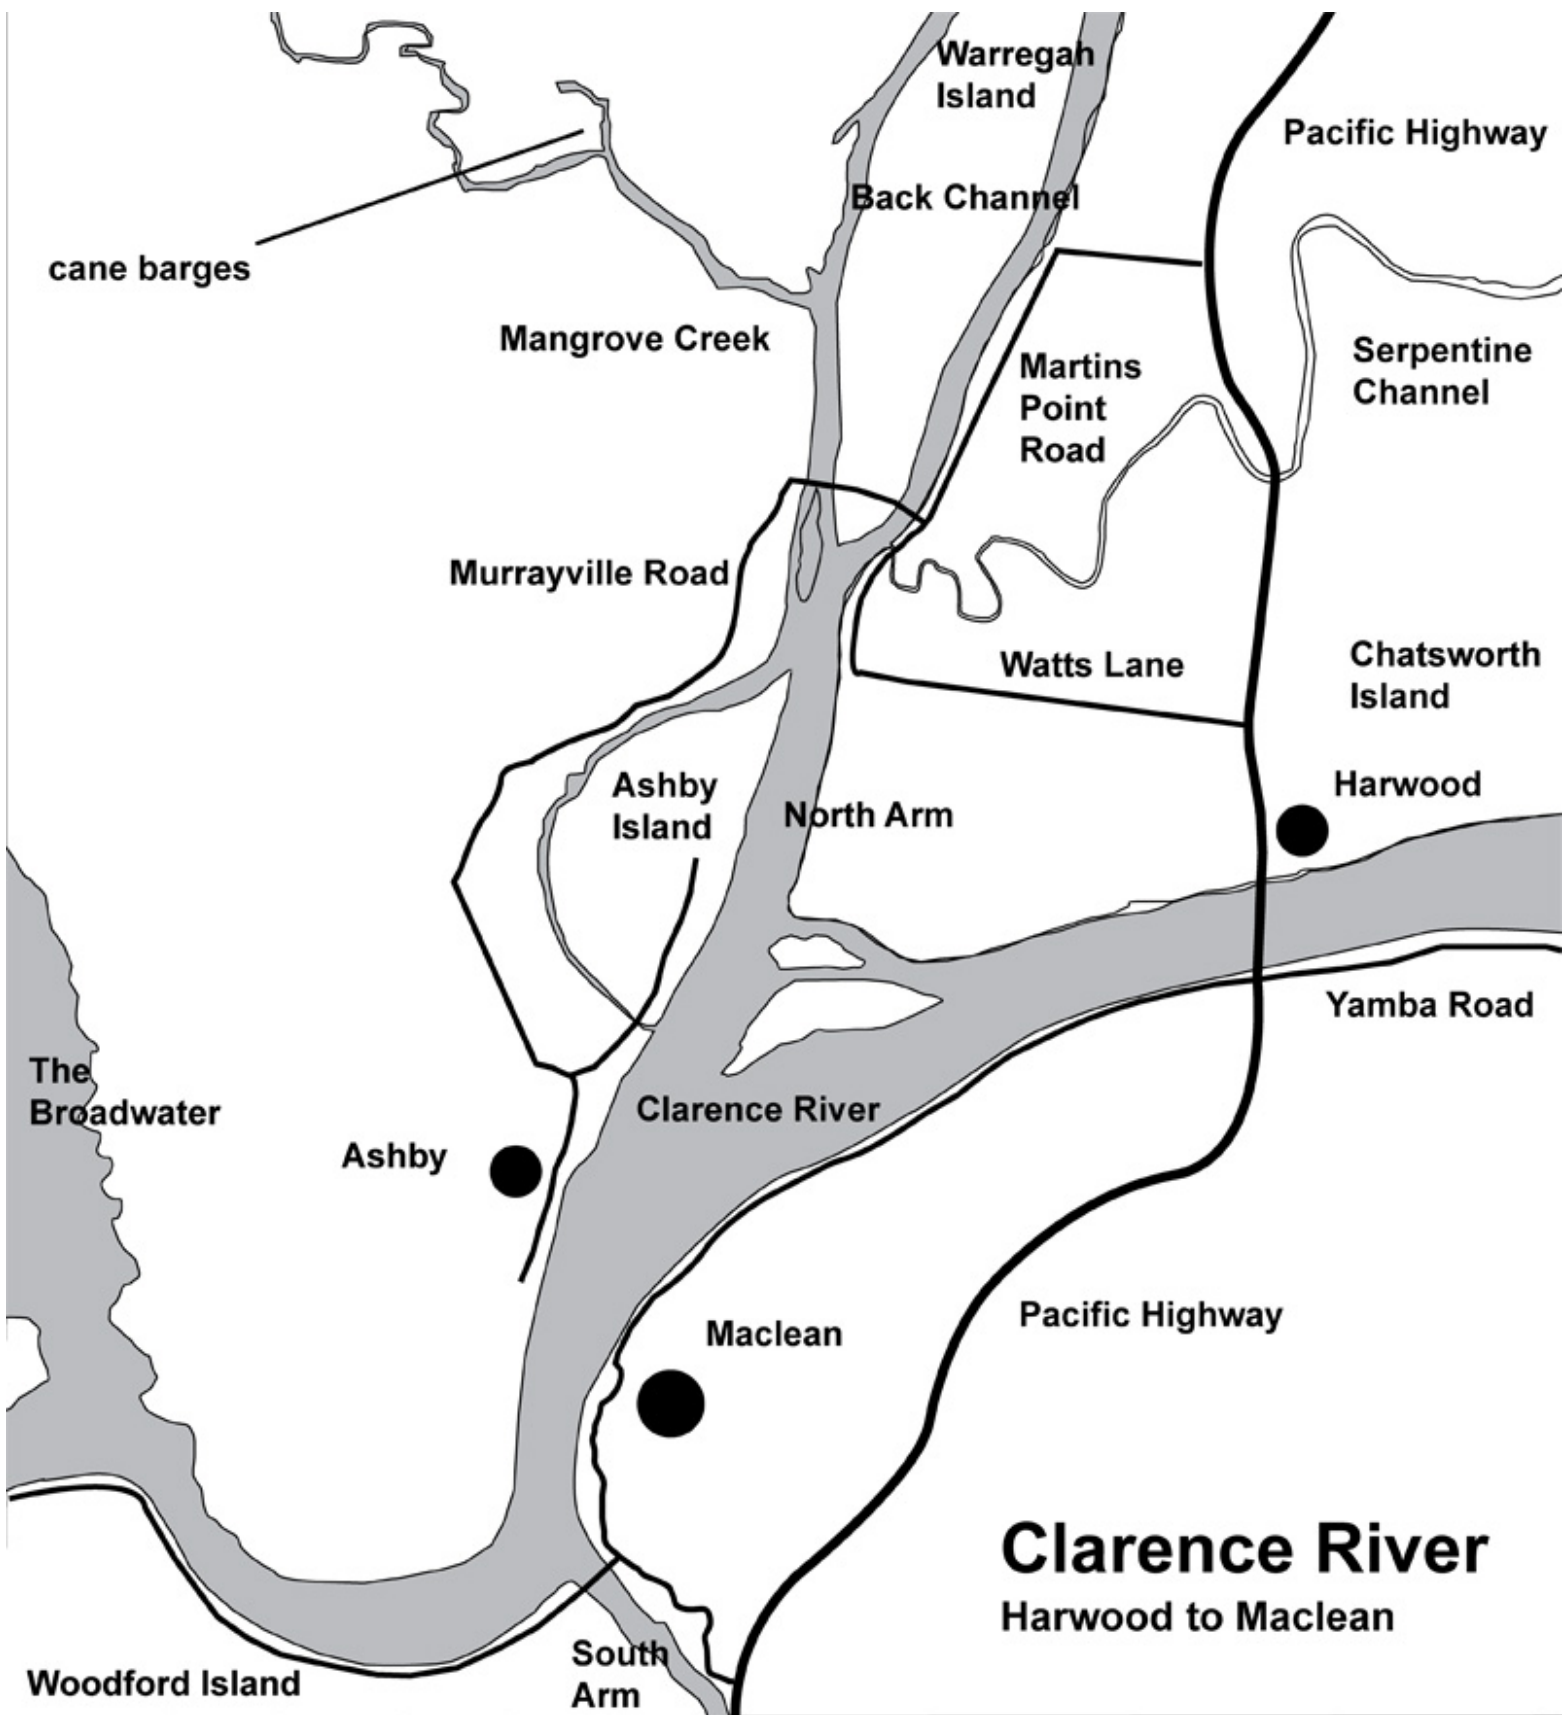 Warregah
Island
Pacific Highway
Back Channel
cane barges
Mangrove Creek
Serpentine
Channel
Martins
Point
Road
Murrayville Road
Watts Lane
Chatsworth
Island
Harwood
Ashby
Island
North Arm
Yamba Road
The
Broadwater
Clarence River
Ashby
Pacific Highway
Maclean
Clarence River
Harwood to Maclean
South
Arm
Woodford Island